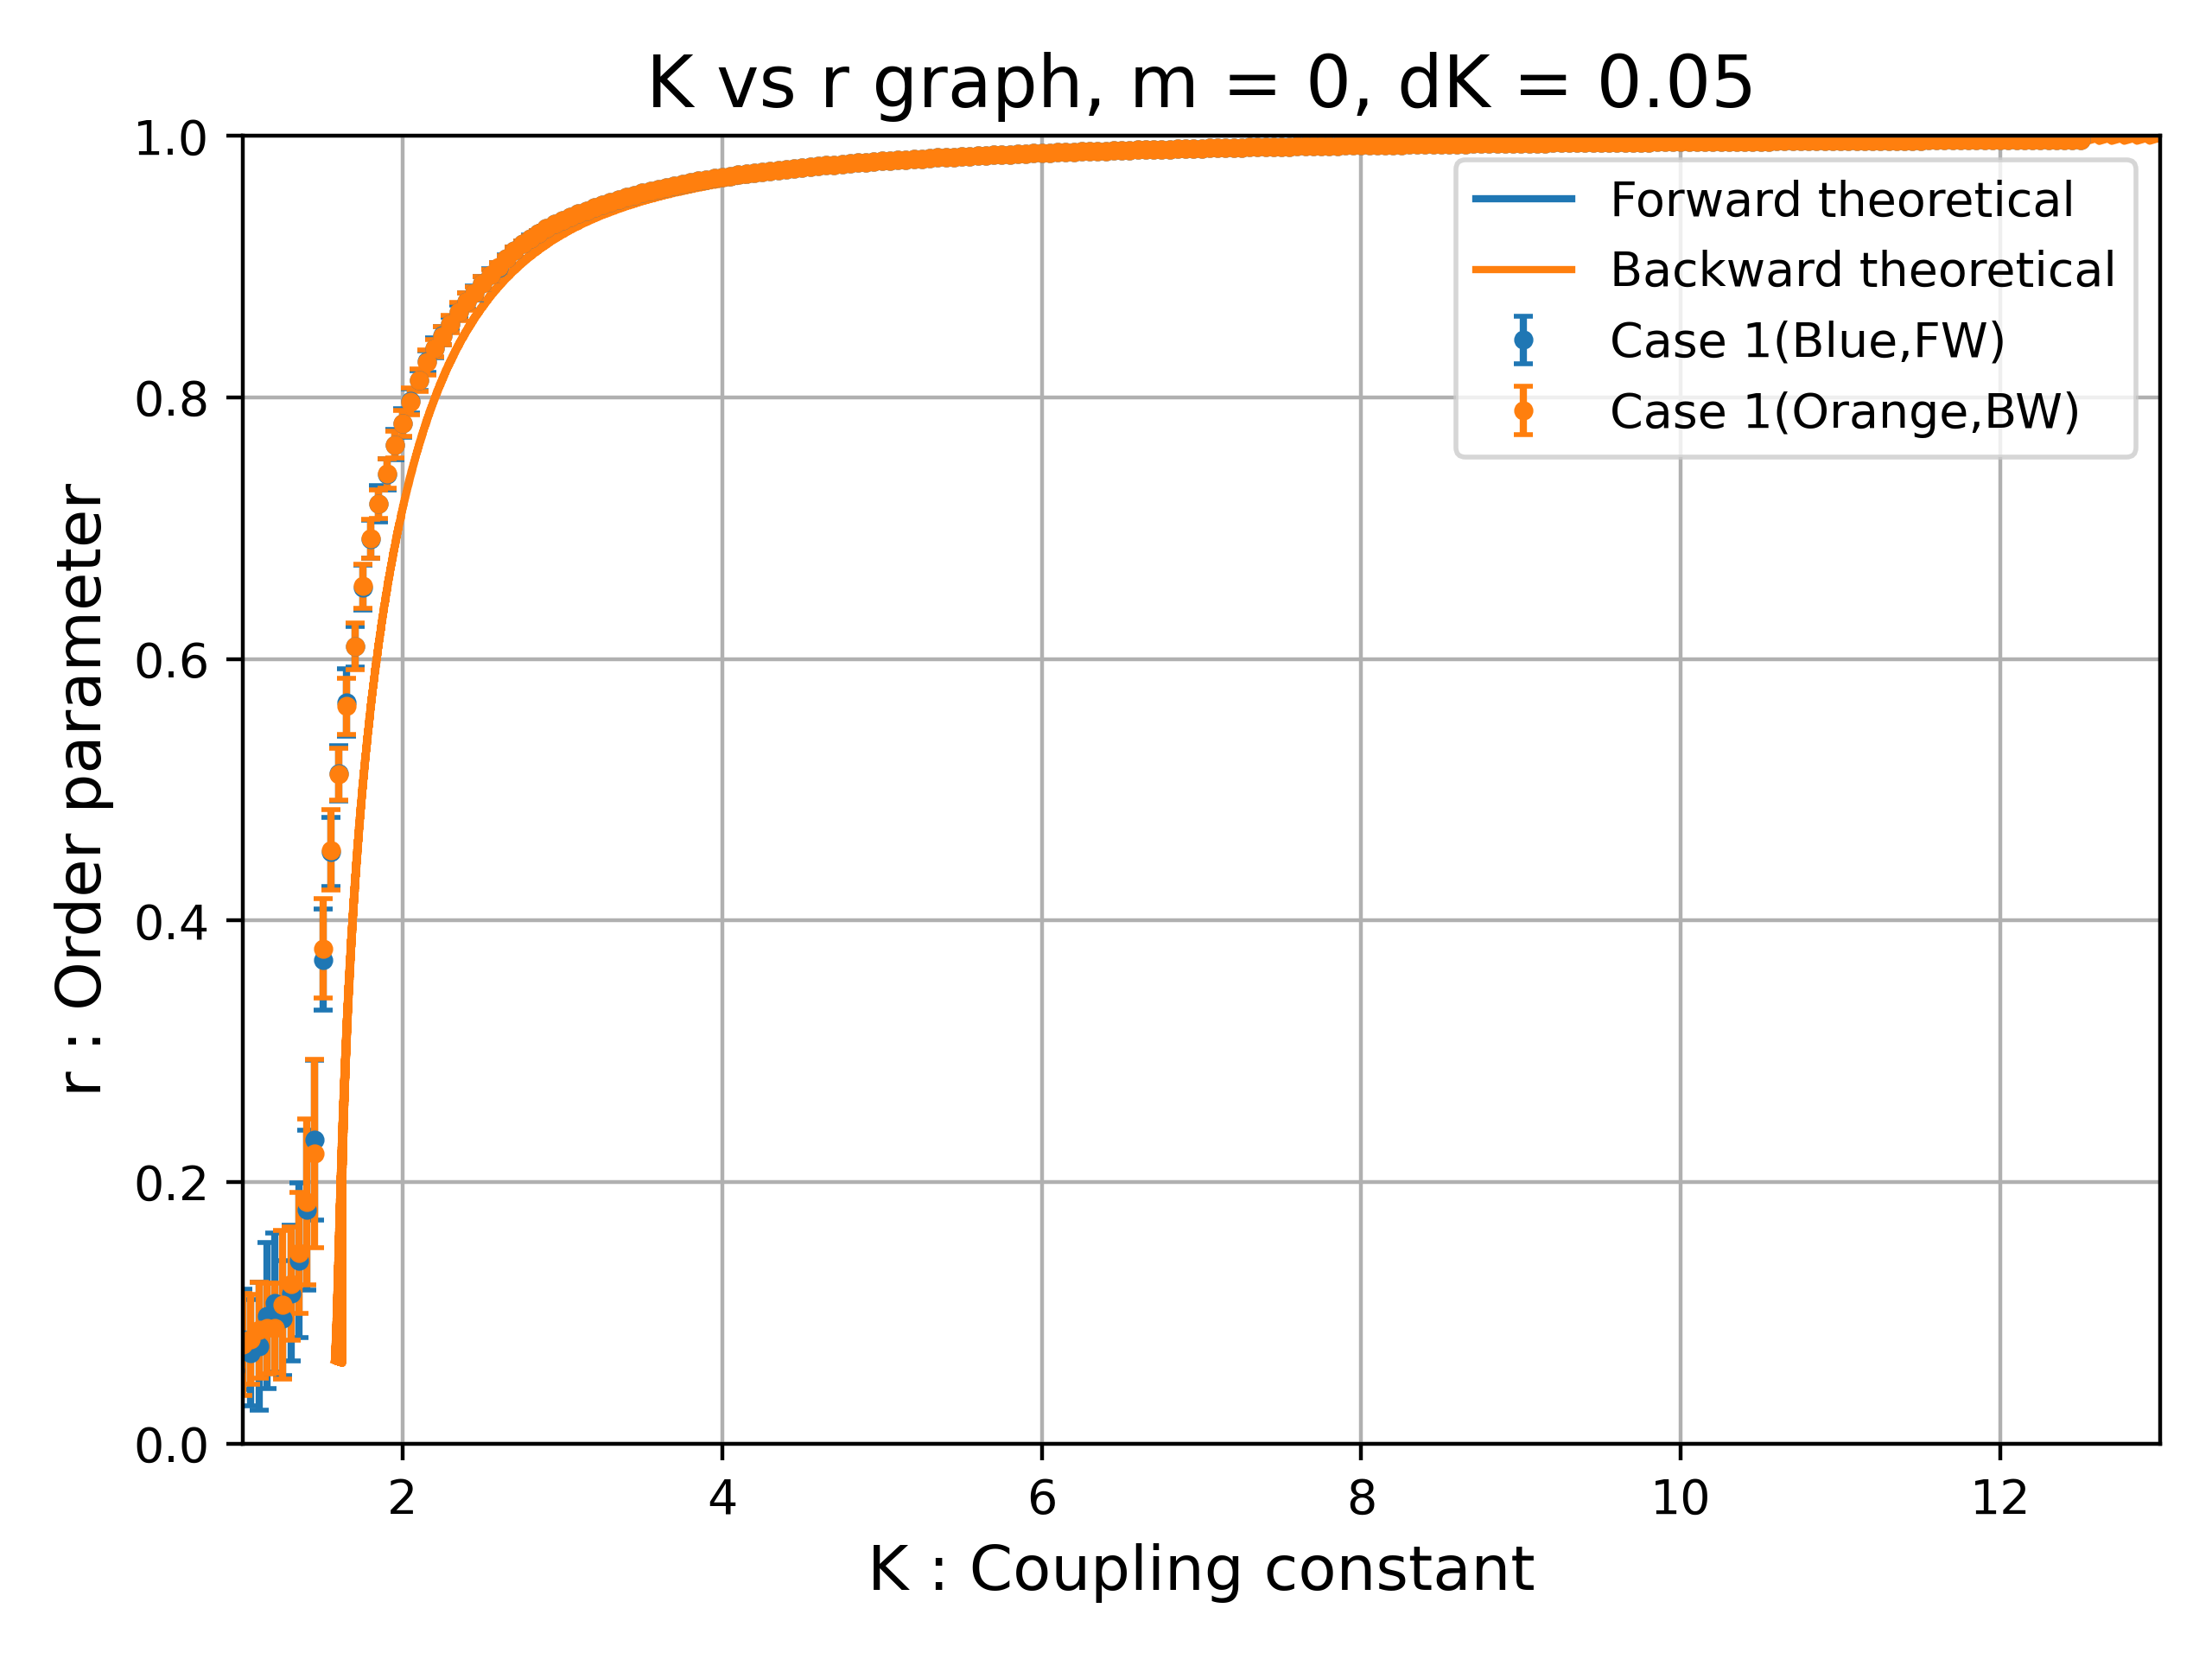 K vs r graph, m = 0, dK = 0.05
1.0
0.8
0.6
0.4
0.2
0.0
r : Order parameter
Forward theoretical
Backward theoretical
Case 1(Blue,FW)
Case 1(Orange,BW)
2 4 6 8 10 12
K : Coupling constant